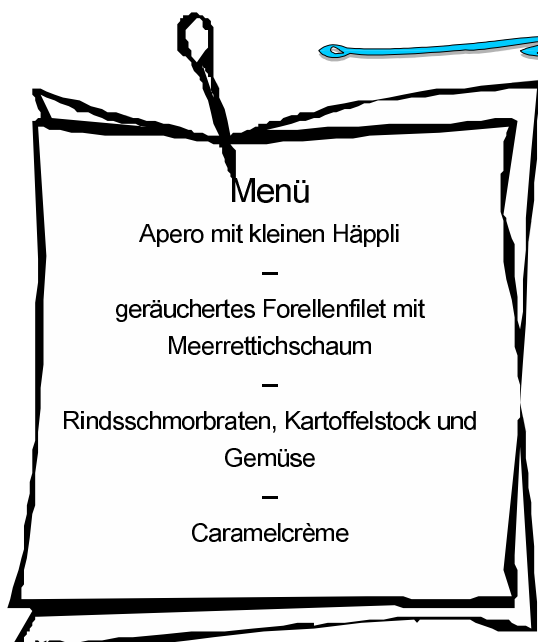 Menü
Apero mit kleinen Häppli
–
geräuchertes Forellenfilet mit
Meerrettichschaum
–
Rindsschmorbraten, Kartoffelstock und
Gemüse
–
Caramelcrème